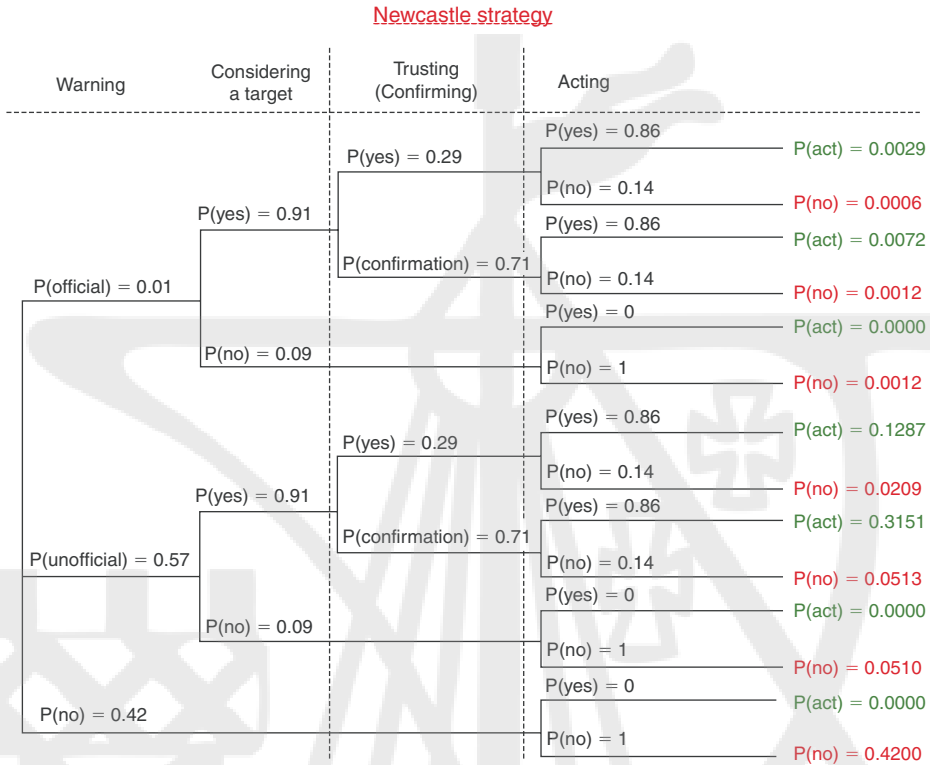 Newcastle strategy
Warning
Considering
a target
Trusting
(Confirming)
Acting
P(yes) = 0.86
P(act) = 0.0029
P(yes) = 0.29
P(no) = 0.14
P(no) = 0.0006
P(yes) = 0.91
P(yes) = 0.86
P(act) = 0.0072
P(confirmation) = 0.71
P(no) = 0.14
P(no) = 0.0012
P(official) = 0.01
P(yes) = 0
P(act) = 0.0000
P(no) = 0.09
P(no) = 1
P(no) = 0.0012
P(yes) = 0.86
P(act) = 0.1287
P(yes) = 0.29
P(no) = 0.14
P(no) = 0.0209
P(yes) = 0.91
P(yes) = 0.86
P(act) = 0.3151
P(confirmation) = 0.71
P(no) = 0.14
P(no) = 0.0513
P(unofficial) = 0.57
P(yes) = 0
P(act) = 0.0000
P(no) = 0.09
P(no) = 1
P(no) = 0.0510
P(yes) = 0
P(act) = 0.0000
P(no) = 0.42
P(no) = 1
P(no) = 0.4200